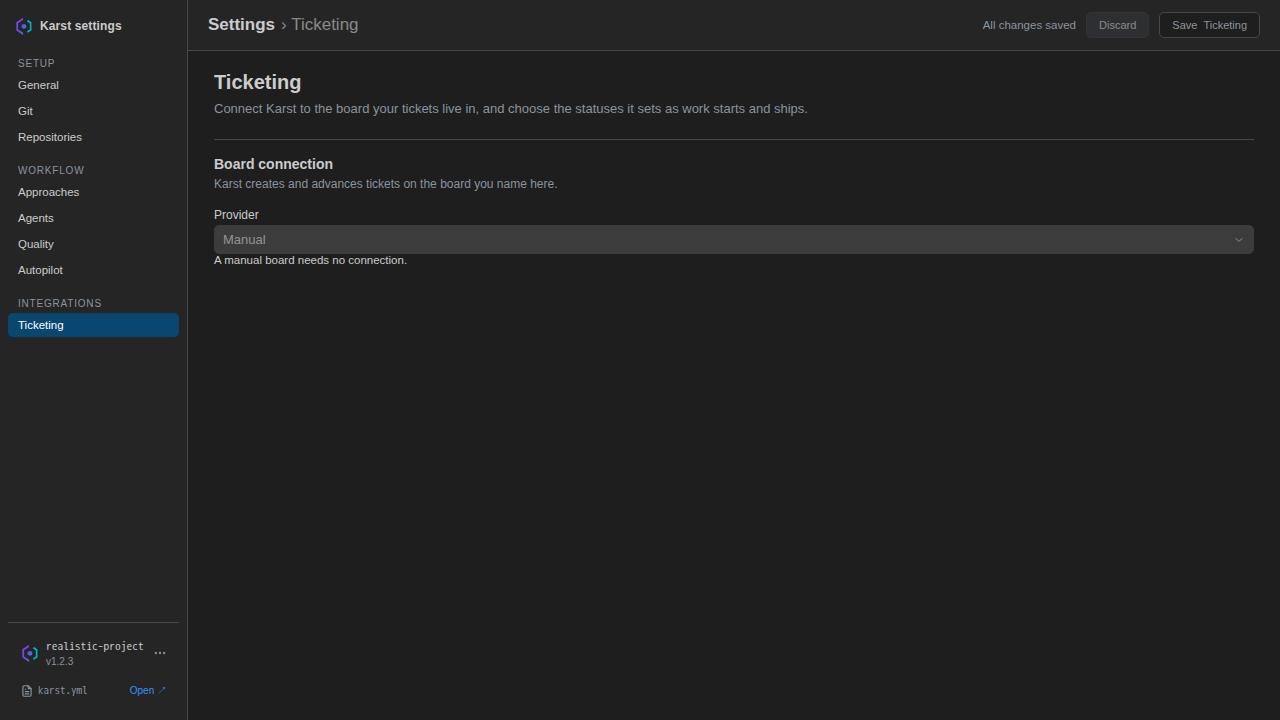 Karst settings
SETUP
General
Git
Repositories
WORKFLOW
Approaches
Agents
Quality
Autopilot
INTEGRATIONS
Ticketing
realistic-project
v1.2.3
karst.yml
Open ↗
Settings › Ticketing
All changes saved
Discard
Save Ticketing
Ticketing
Connect Karst to the board your tickets live in, and choose the statuses it sets as work starts and ships.
Board connection
Karst creates and advances tickets on the board you name here.
Provider
Manual
A manual board needs no connection.